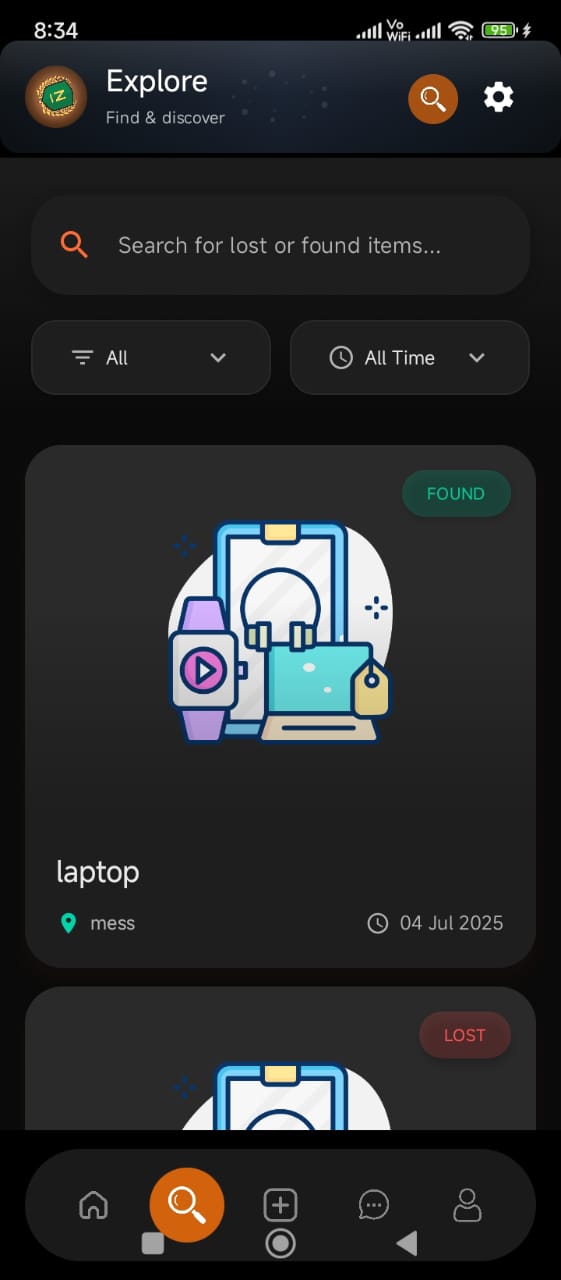 8:34
Vo
WiFi
95
Explore
Find & discover
Search for lost or found items...
All
All Time
FOUND
laptop
mess
04 Jul 2025
LOST